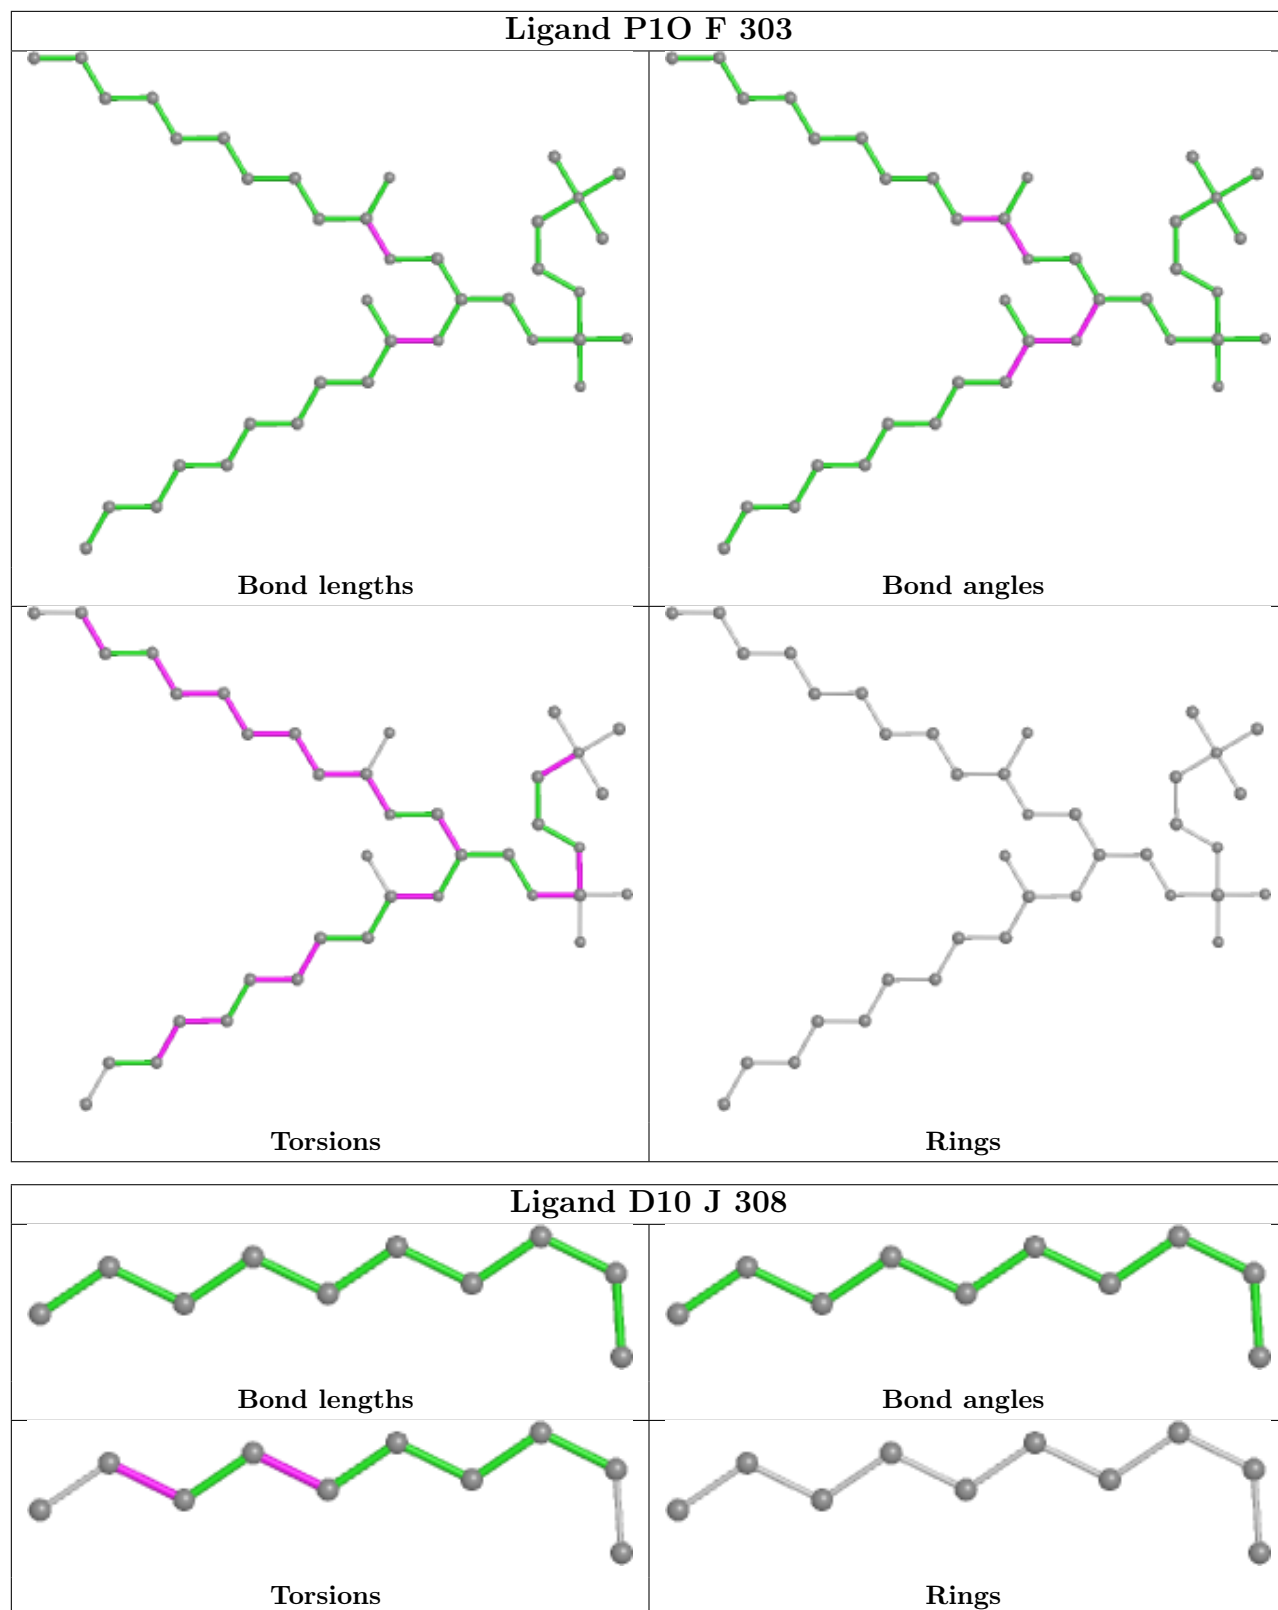 Ligand P1O F 303
Bond lengths
Bond angles
Torsions
Rings
Ligand D10 J 308
Bond lengths
Bond angles
Torsions
Rings